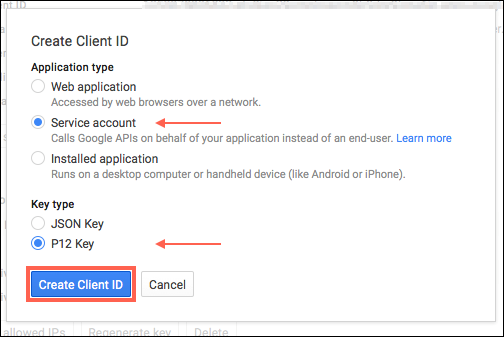 Create Client ID
Application type
Web application
Accessed by web browsers over a network.
Service account
Calls Google APIs on behalf of your application instead of an end-user. Learn more
Installed application
Runs on a desktop computer or handheld device (like Android or iPhone).
Key type
JSON Key
P12 Key
Create Client ID Cancel
allowed IPs Regenerate key Delete